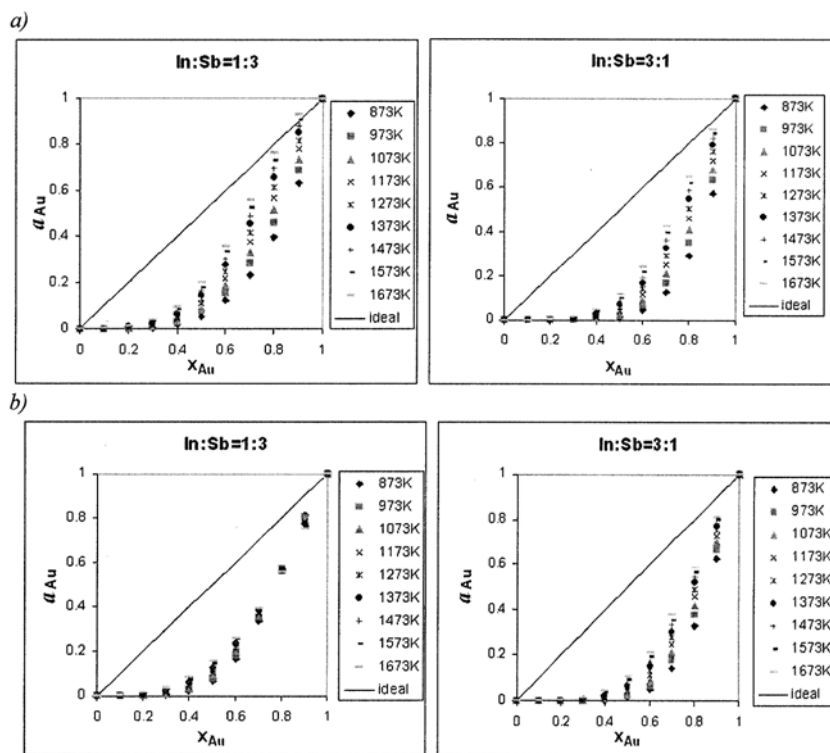 a)
In:Sb=1:3
1
0.8
0.6
0.4
0.2
0
a Au
0 0.2 0.4 0.6 0.8 1
xAu
873K
973K
1073K
1173K
1273K
1373K
1473K
1573K
1673K
ideal
In:Sb=3:1
1
0.8
0.6
0.4
0.2
0
a Au
0 0.2 0.4 0.6 0.8 1
xAu
873K
973K
1073K
1173K
1273K
1373K
1473K
1573K
1673K
ideal
b)
In:Sb=1:3
1
0.8
0.6
0.4
0.2
0
a Au
0 0.2 0.4 0.6 0.8 1
xAu
873K
973K
1073K
1173K
1273K
1373K
1473K
1573K
1673K
ideal
In:Sb=3:1
1
0.8
0.6
0.4
0.2
0
a Au
0 0.2 0.4 0.6 0.8 1
xAu
873K
973K
1073K
1173K
1273K
1373K
1473K
1573K
1673K
ideal